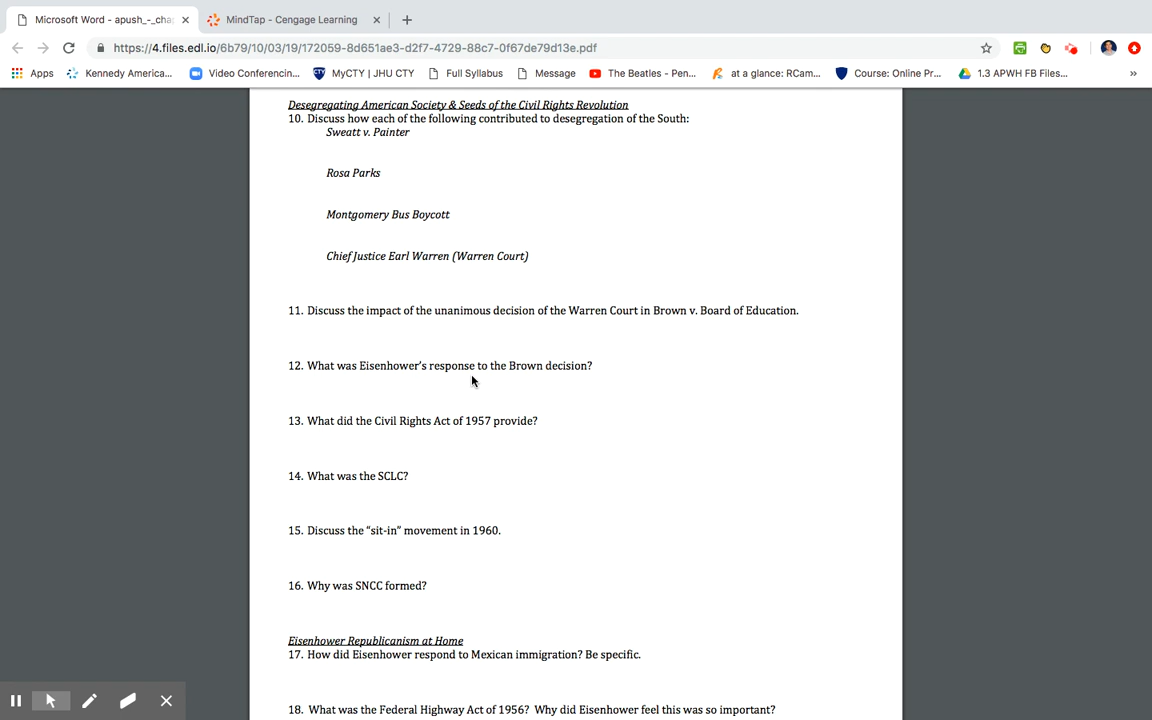 Microsoft Word - apush_-_cha
MindTap - Cengage Learning
https://4.files.edl.io/6b79/10/03/19/172059-8d651ae3-d2f7-4729-88c7-0f67de79d13e.pdf
Apps Kennedy America... Video Conferencin... MyCTY | JHU CTY Full Syllabus Message The Beatles - Pen... at a glance: RCam... Course: Online Pr... 1.3 APWH FB Files... »
Desegregating American Society & Seeds of the Civil Rights Revolution
10. Discuss how each of the following contributed to desegregation of the South:
Sweatt v. Painter
Rosa Parks
Montgomery Bus Boycott
Chief Justice Earl Warren (Warren Court)
11. Discuss the impact of the unanimous decision of the Warren Court in Brown v. Board of Education.
12. What was Eisenhower's response to the Brown decision?
13. What did the Civil Rights Act of 1957 provide?
14. What was the SCLC?
15. Discuss the “sit-in” movement in 1960.
16. Why was SNCC formed?
Eisenhower Republicanism at Home
17. How did Eisenhower respond to Mexican immigration? Be specific.
18. What was the Federal Highway Act of 1956? Why did Eisenhower feel this was so important?